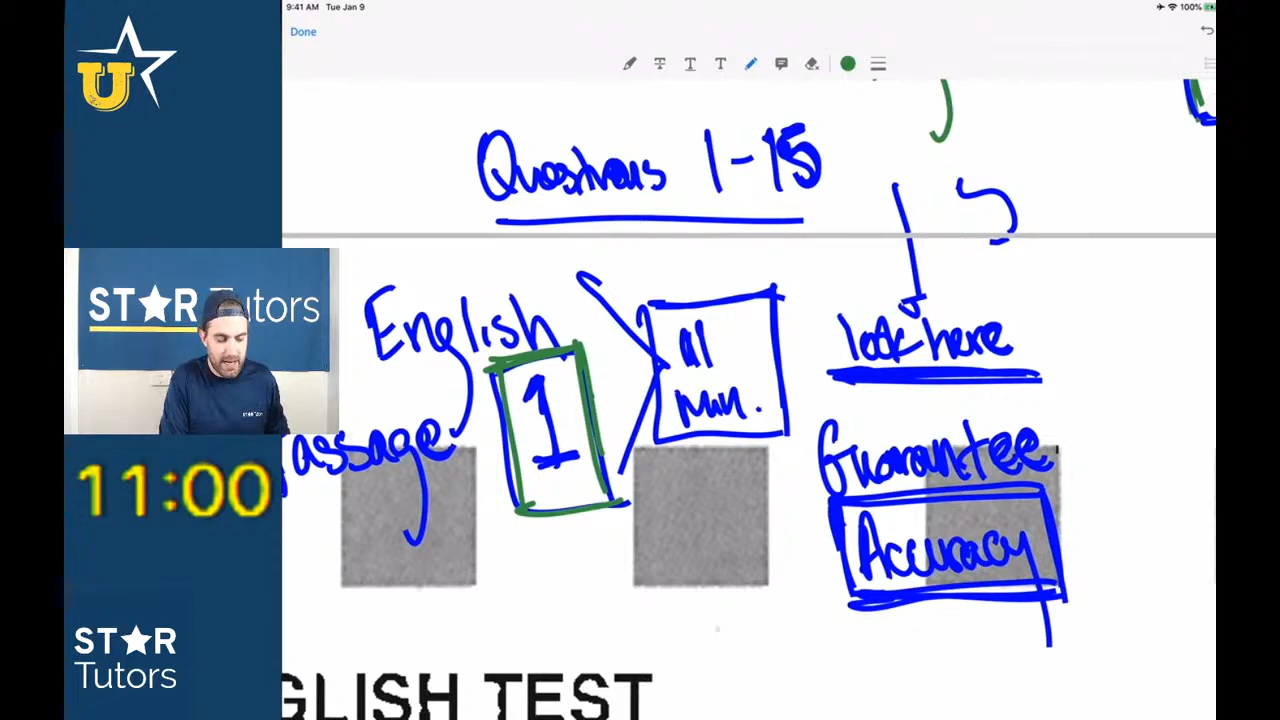 9:41 AM Tue Jan 9
100%
Done
U
Questions 1-15
STAR Tutors
English
look here
1
11
min.
assage
Guarantee
Accuracy
11:00
STAR
Tutors
GLISH TEST